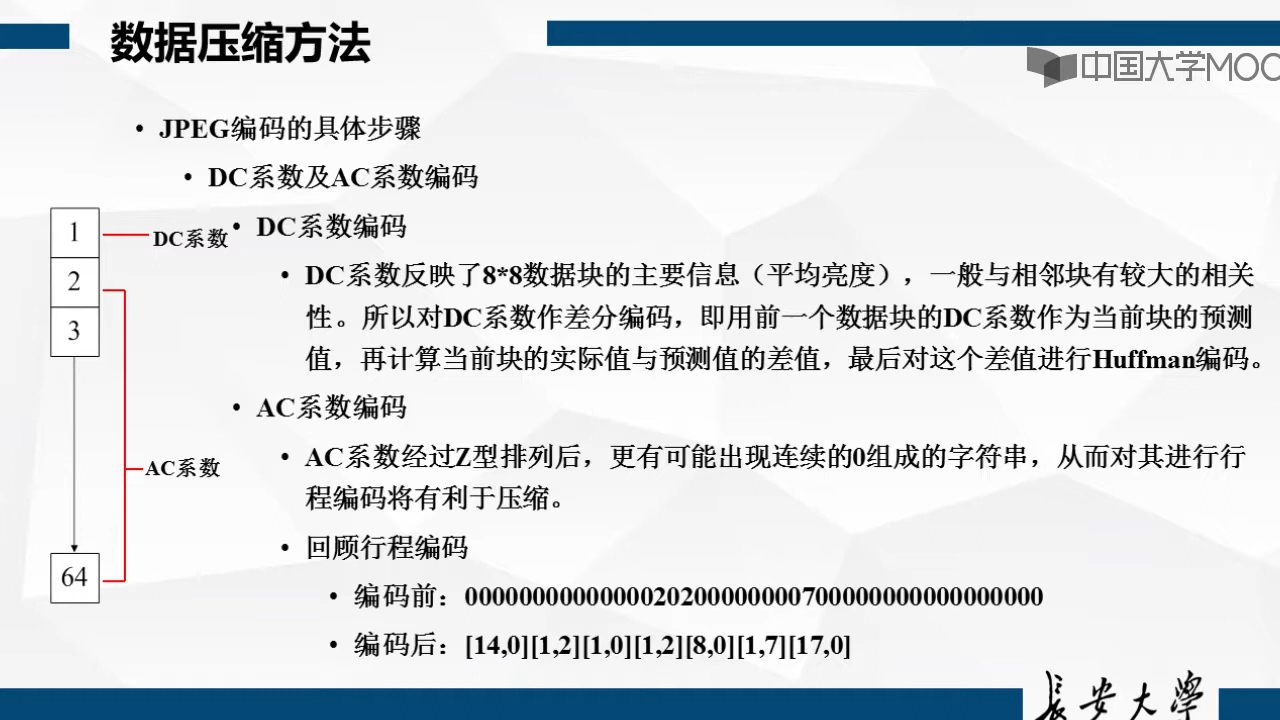 数据压缩方法
中国大学MOO
• JPEG编码的具体步骤
• DC系数及AC系数编码
1
2
3
64
DC系数
AC系数
• DC系数编码
• DC系数反映了8*8数据块的主要信息（平均亮度），一般与相邻块有较大的相关
性。所以对DC系数作差分编码，即用前一个数据块的DC系数作为当前块的预测
值，再计算当前块的实际值与预测值的差值，最后对这个差值进行Huffman编码。
• AC系数编码
• AC系数经过Z型排列后，更有可能出现连续的0组成的字符串，从而对其进行行
程编码将有利于压缩。
• 回顾行程编码
• 编码前：0000000000000020200000000700000000000000000
• 编码后：[14,0][1,2][1,0][1,2][8,0][1,7][17,0]
长安大学